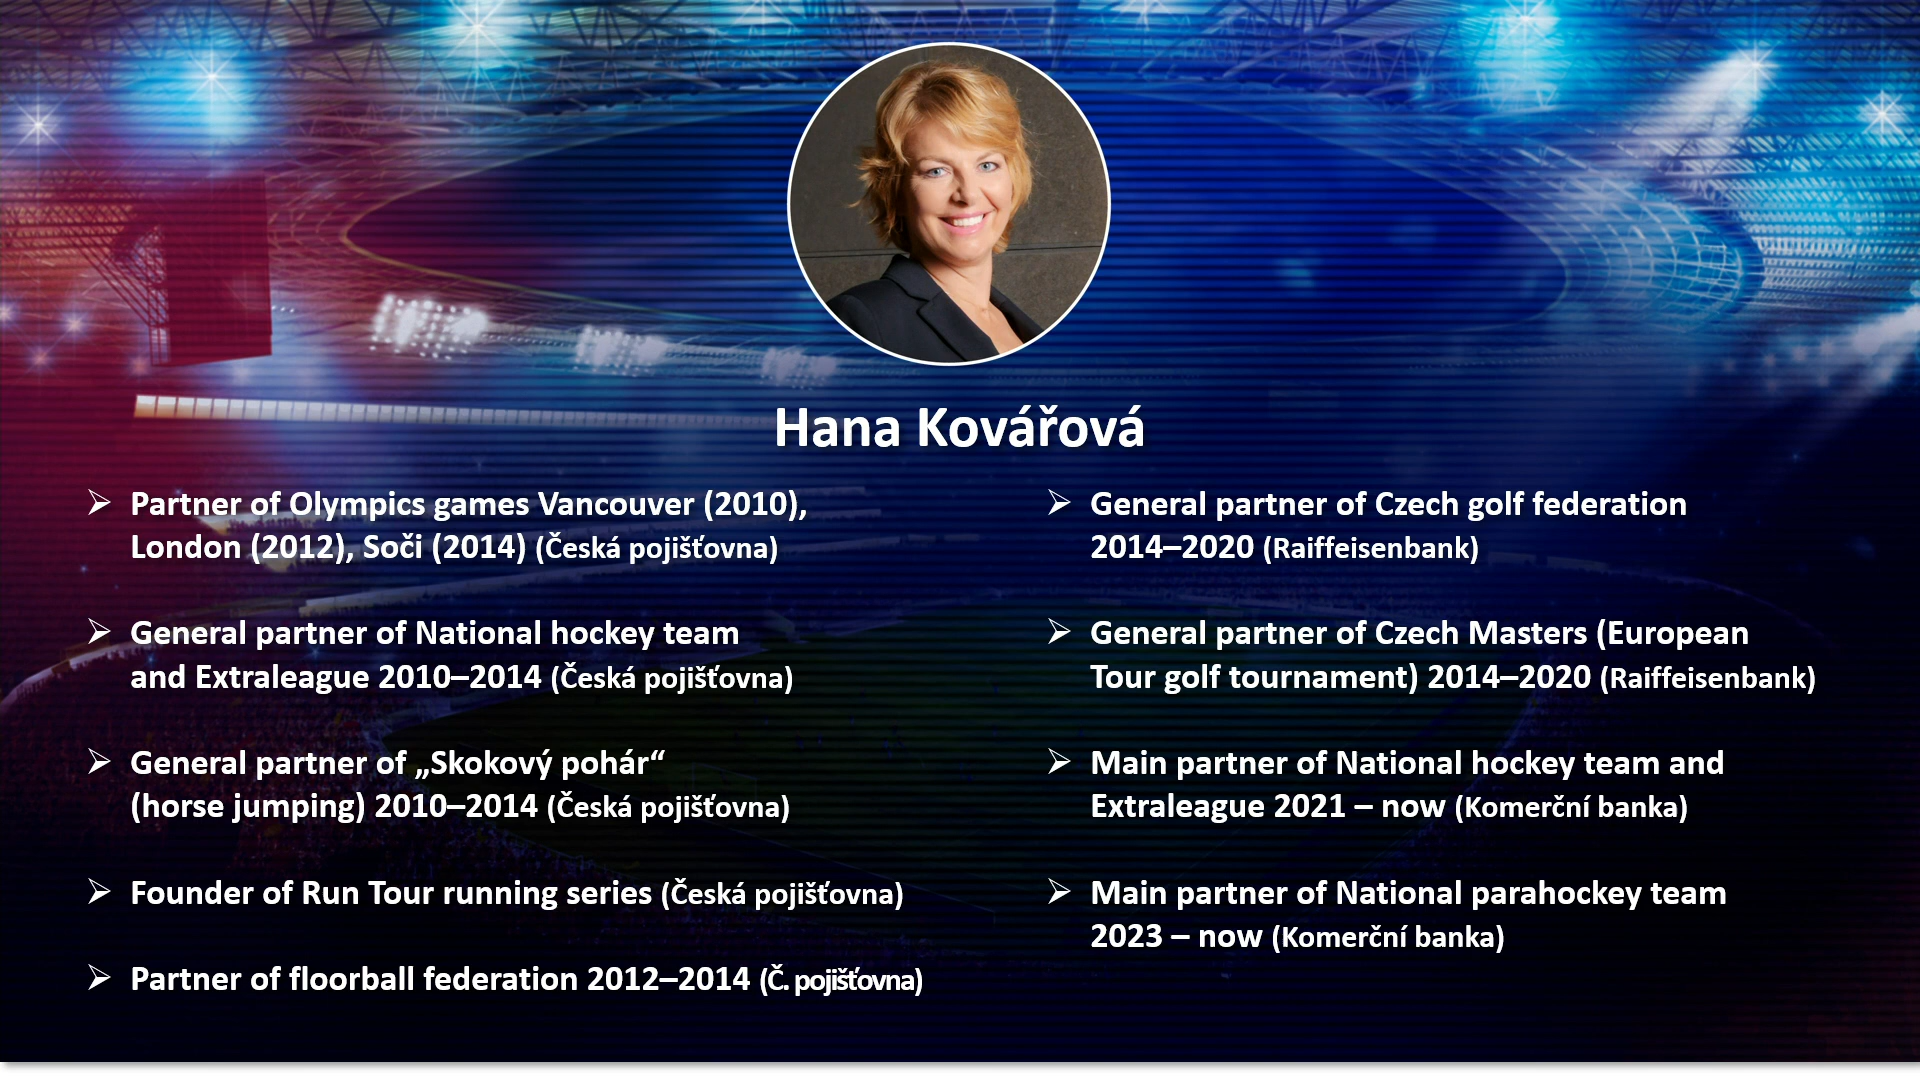 Hana Kovářová
Partner of Olympics games Vancouver (2010),
London (2012), Soči (2014) (Česká pojišťovna)
General partner of National hockey team
and Extraleague 2010–2014 (Česká pojišťovna)
General partner of „Skokový pohár“
(horse jumping) 2010–2014 (Česká pojišťovna)
Founder of Run Tour running series (Česká pojišťovna)
Partner of floorball federation 2012–2014 (Č. pojišťovna)
General partner of Czech golf federation
2014–2020 (Raiffeisenbank)
General partner of Czech Masters (European
Tour golf tournament) 2014–2020 (Raiffeisenbank)
Main partner of National hockey team and
Extraleague 2021 – now (Komerční banka)
Main partner of National parahockey team
2023 – now (Komerční banka)